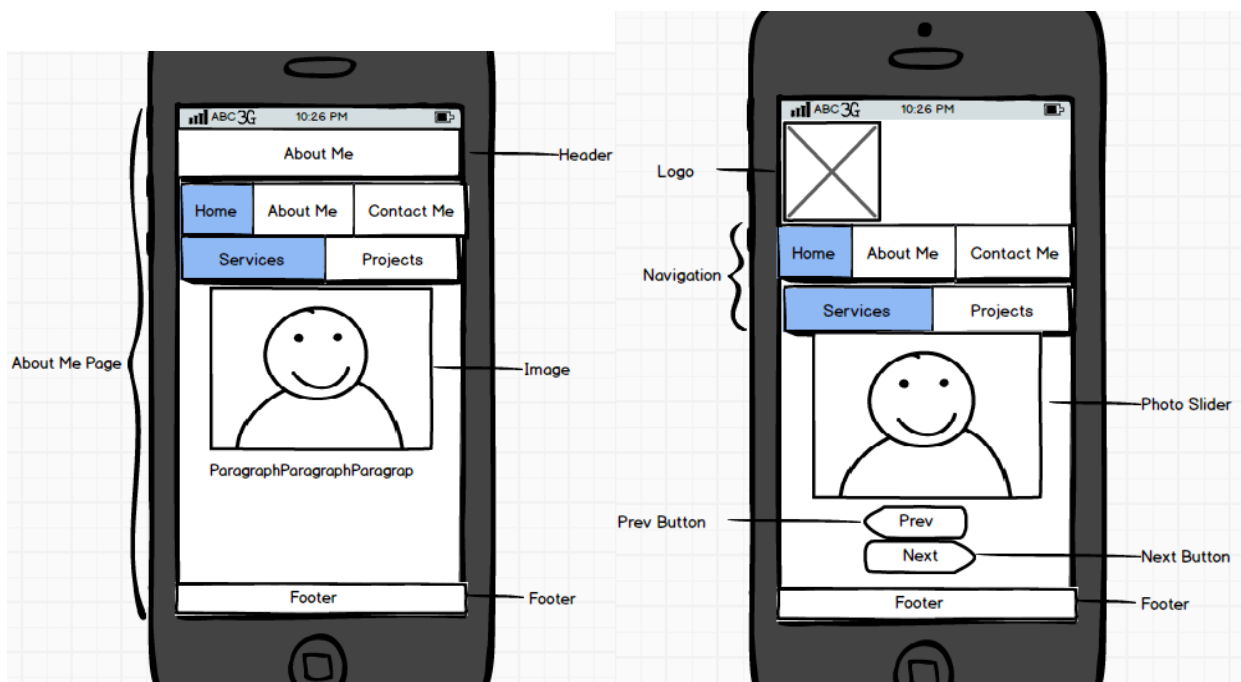 ABC 3G 10:26 PM
About Me
Header
Home About Me Contact Me
Services Projects
About Me Page
Image
ParagraphParagraphParagrap
Footer
Footer
ABC 3G 10:26 PM
Logo
Home About Me Contact Me
Navigation
Services Projects
Photo Slider
Prev Button
Prev
Next
Next Button
Footer
Footer